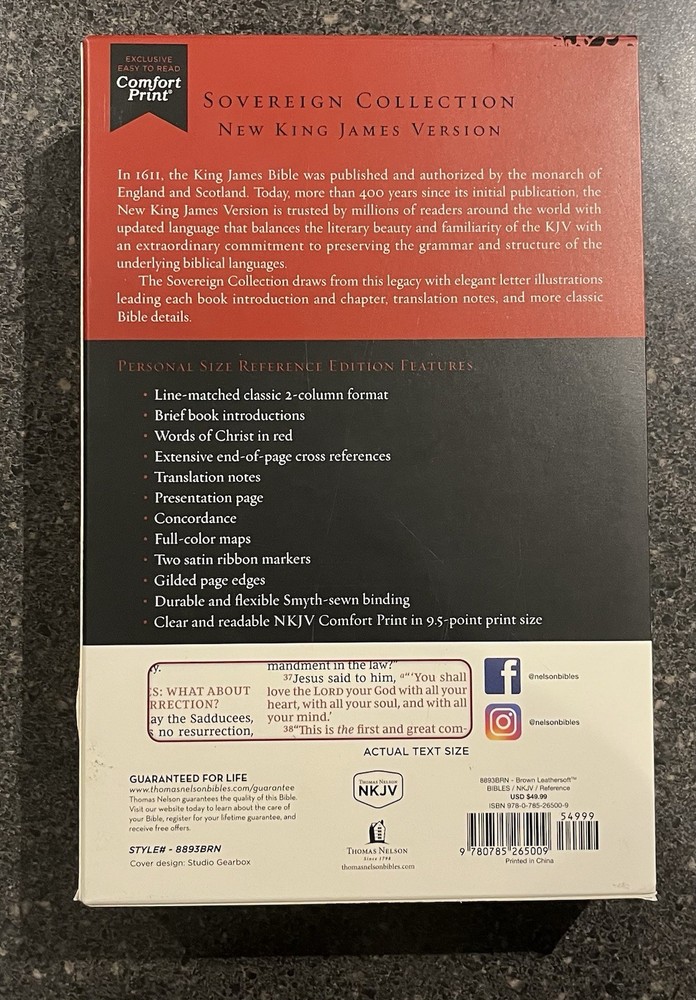 EXCLUSIVE
EASY TO READ
Comfort
Print®
SOVEREIGN COLLECTION
NEW KING JAMES VERSION
In 1611, the King James Bible was published and authorized by the monarch of
England and Scotland. Today, more than 400 years since its initial publication, the
New King James Version is trusted by millions of readers around the world with
updated language that balances the literary beauty and familiarity of the KJV with
an extraordinary commitment to preserving the grammar and structure of the
underlying biblical languages.
The Sovereign Collection draws from this legacy with elegant letter illustrations
leading each book introduction and chapter, translation notes, and more classic
Bible details.
PERSONAL SIZE REFERENCE EDITION FEATURES
• Line-matched classic 2-column format
• Brief book introductions
• Words of Christ in red
• Extensive end-of-page cross references
• Translation notes
• Presentation page
• Concordance
• Full-color maps
• Two satin ribbon markers
• Gilded page edges
• Durable and flexible Smyth-sewn binding
• Clear and readable NKJV Comfort Print in 9.5-point print size
y.
S: WHAT ABOUT
RRECTION?
ay the Sadducees,
s no resurrection,
mandment in the law?"
37Jesus said to him, a"'You shall
love the LORD your God with all your
heart, with all your soul, and with all
your mind.'
38"This is the first and great com-
ACTUAL TEXT SIZE
f @nelsonbibles
@nelsonbibles
GUARANTEED FOR LIFE
www.thomasnelsonbibles.com/guarantee
Thomas Nelson guarantees the quality of this Bible.
Visit our website today to learn about the care of
your Bible, register for your lifetime guarantee, and
receive free offers.
STYLE# - 8893BRN
Cover design: Studio Gearbox
THOMAS NELSON
NKJV
THOMAS NELSON
Since 1798
thomasnelsonbibles.com
8893BRN - Brown Leathersoft™
BIBLES / NKJV / Reference
USD $49.99
ISBN 978-0-785-26500-9
54999
9 780785 265009
Printed in China